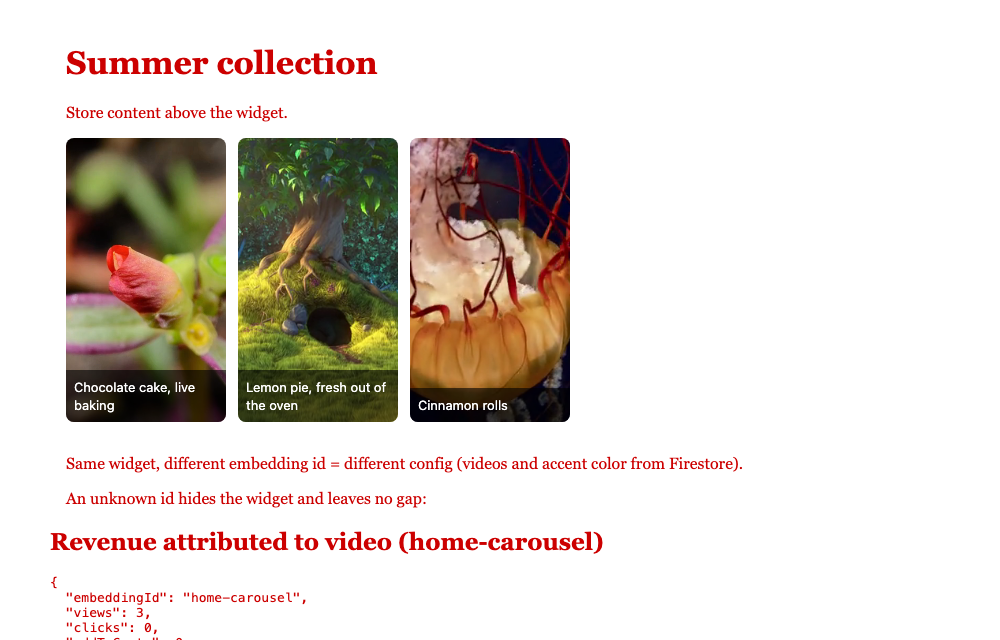 Summer collection
Store content above the widget.
Chocolate cake, live
baking
Lemon pie, fresh out of
the oven
Cinnamon rolls
Same widget, different embedding id = different config (videos and accent color from Firestore).
An unknown id hides the widget and leaves no gap:
Revenue attributed to video (home-carousel)
{
"embeddingId": "home-carousel",
"views": 3,
"clicks": 0,